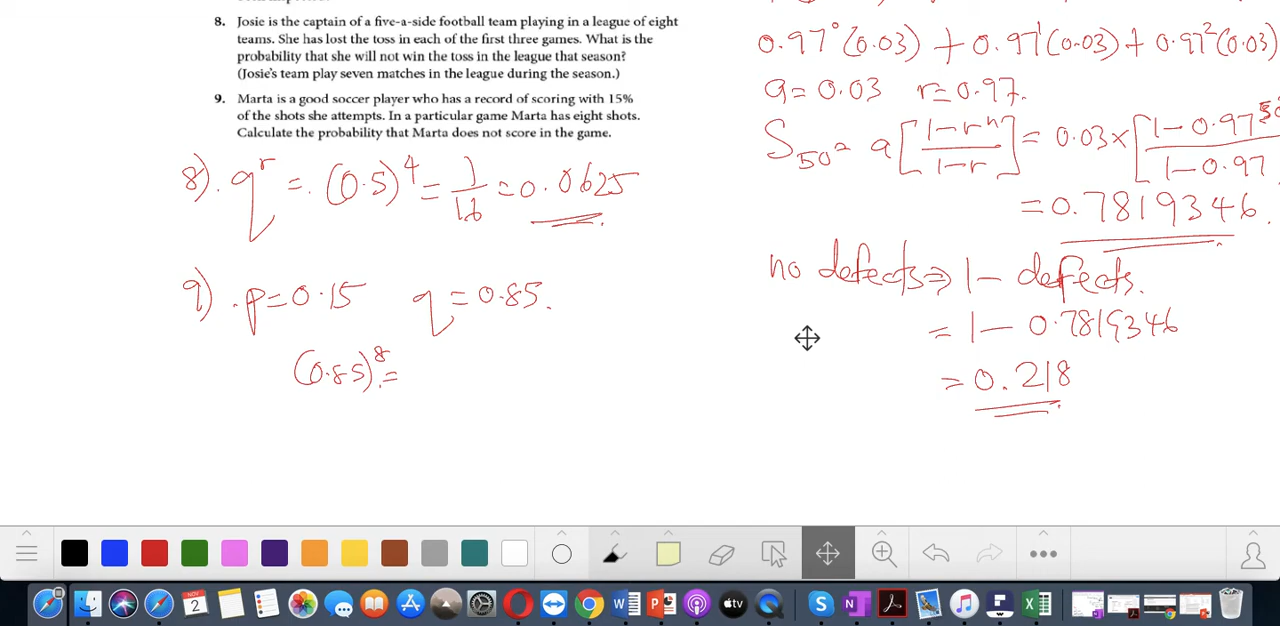 8. Josie is the captain of a five-a-side football team playing in a league of eight
teams. She has lost the toss in each of the first three games. What is the
probability that she will not win the toss in the league that season?
(Josie's team play seven matches in the league during the season.)
9. Marta is a good soccer player who has a record of scoring with 15%
of the shots she attempts. In a particular game Marta has eight shots.
Calculate the probability that Marta does not score in the game.
8). q^r = (0.5)^4 = 1/16 = 0.0625
9) . p=0.15 q=0.85.
(0.85)^8 =
0.97^0(0.03) + 0.97^1(0.03) + 0.97^2(0.03)
a=0.03 r=0.97.
S_50 = a[(1-r^n)/(1-r)] = 0.03×[(1-0.97^50)/(1-0.97
=0.7819346.
no defects ⇒ 1- defects.
= 1- 0.7819346
= 0.218
NOV
2
tv
W
P
S
N
F
X